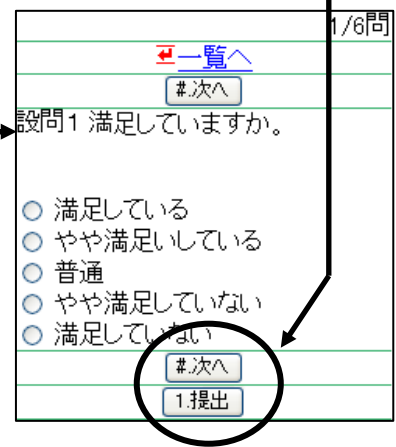 1/6問
一覧へ
#.次へ
設問1 満足していますか。
満足している
やや満足いしている
普通
やや満足していない
満足していない
#.次へ
1.提出